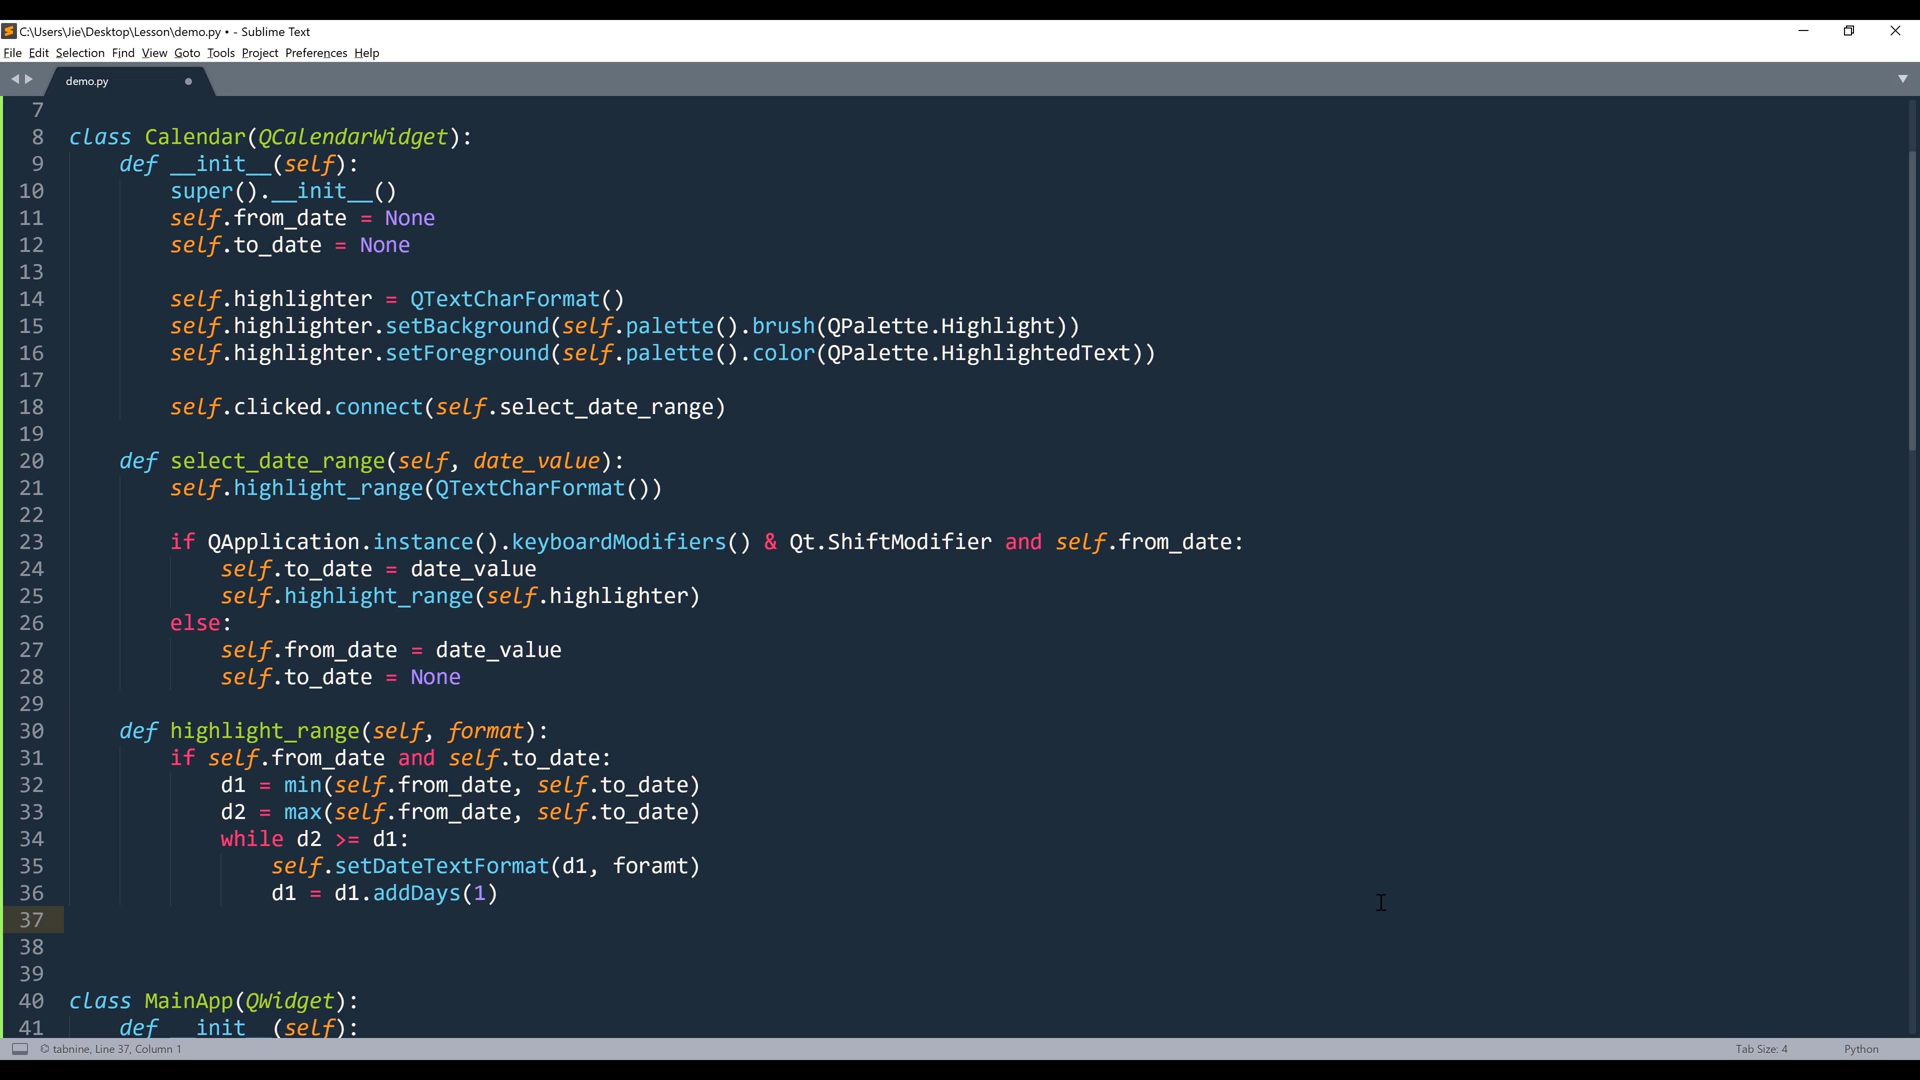 C:\Users\Jie\Desktop\Lesson\demo.py • - Sublime Text
File Edit Selection Find View Goto Tools Project Preferences Help
demo.py
7
8 class Calendar(QCalendarWidget):
9     def __init__(self):
10         super().__init__()
11         self.from_date = None
12         self.to_date = None
13
14         self.highlighter = QTextCharFormat()
15         self.highlighter.setBackground(self.palette().brush(QPalette.Highlight))
16         self.highlighter.setForeground(self.palette().color(QPalette.HighlightedText))
17
18         self.clicked.connect(self.select_date_range)
19
20     def select_date_range(self, date_value):
21         self.highlight_range(QTextCharFormat())
22
23         if QApplication.instance().keyboardModifiers() & Qt.ShiftModifier and self.from_date:
24             self.to_date = date_value
25             self.highlight_range(self.highlighter)
26         else:
27             self.from_date = date_value
28             self.to_date = None
29
30     def highlight_range(self, format):
31         if self.from_date and self.to_date:
32             d1 = min(self.from_date, self.to_date)
33             d2 = max(self.from_date, self.to_date)
34             while d2 >= d1:
35                 self.setDateTextFormat(d1, foramt)
36                 d1 = d1.addDays(1)
37
38
39
40 class MainApp(QWidget):
41     def __init__(self):
tabnine, Line 37, Column 1 Tab Size: 4 Python